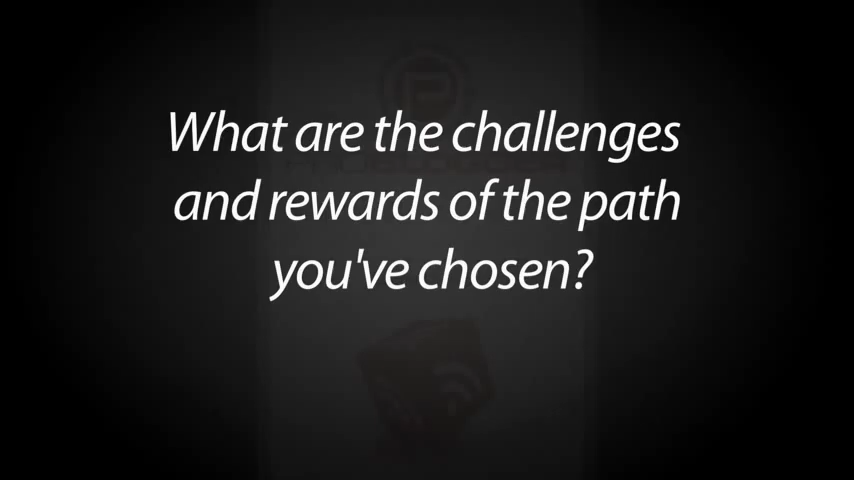 What are the challenges
and rewards of the path
you've chosen?